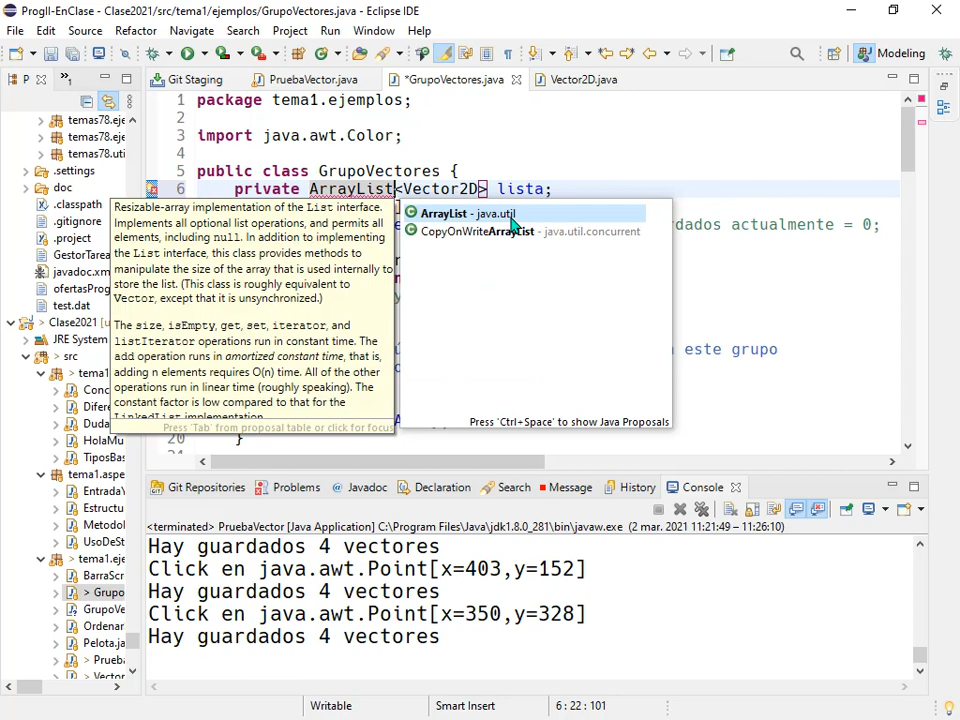 ProgII-EnClase - Clase2021/src/tema1/ejemplos/GrupoVectores.java - Eclipse IDE
File Edit Source Refactor Navigate Search Project Run Window Help
Modeling
P
Git Staging
PruebaVector.java
*GrupoVectores.java
Vector2D.java
temas78.eje
temas78.eje
temas78.uti
.settings
doc
.classpath
.gitignore
.project
GestorTarea
javadoc.xm
ofertasProg
test.dat
Clase2021 [u
JRE System
src
tema1
Conc
Difere
Duda
HolaMu
TiposBas
tema1.aspe
EntradaY
Estructu
Metodol
UsoDeSt
tema1.eje
BarraScr
> Grupo
GrupoVe
Ordenar
Pelota.ja
> Prueb
Vector
1 package tema1.ejemplos;
2
3 import java.awt.Color;
4
5 public class GrupoVectores {
6 private ArrayList<Vector2D> lista;
rdados actualmente = 0;
este grupo
20 }
Resizable-array implementation of the List interface.
Implements all optional list operations, and permits all
elements, including null. In addition to implementing
the List interface, this class provides methods to
manipulate the size of the array that is used internally to
store the list. (This class is roughly equivalent to
Vector, except that it is unsynchronized.)
The size, isEmpty, get, set, iterator, and
listIterator operations run in constant time. The
add operation runs in amortized constant time, that is,
adding n elements requires O(n) time. All of the other
operations run in linear time (roughly speaking). The
constant factor is low compared to that for the
LinkedList implementation.
Press 'Tab' from proposal table or click for focus
ArrayList - java.util
CopyOnWriteArrayList - java.util.concurrent
Press 'Ctrl+Space' to show Java Proposals
Git Repositories
Problems
@ Javadoc
Declaration
Search
Message
History
Console
<terminated> PruebaVector [Java Application] C:\Program Files\Java\jdk1.8.0_281\bin\javaw.exe (2 mar. 2021 11:21:49 – 11:26:10)
Hay guardados 4 vectores
Click en java.awt.Point[x=403,y=152]
Hay guardados 4 vectores
Click en java.awt.Point[x=350,y=328]
Hay guardados 4 vectores
Writable
Smart Insert
6 : 22 : 101